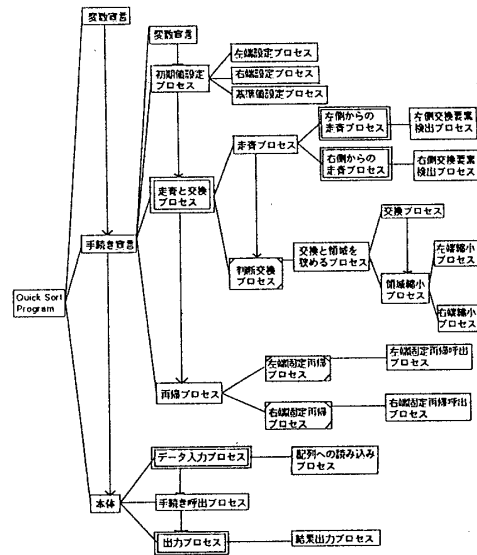 変数宣言
変数宣言
初期値設定
プロセス
左端設定プロセス
右端設定プロセス
基準値設定プロセス
走査プロセス
左側からの
走査プロセス
左側交換要素
検出プロセス
右側からの
走査プロセス
右側交換要素
検出プロセス
走査と交換
プロセス
手続き宣言
判断交換
プロセス
交換と領域を
狭めるプロセス
交換プロセス
領域縮小
プロセス
左端縮小
プロセス
右端縮小
プロセス
Quick Sort
Program
再帰プロセス
左端固定再帰
プロセス
左端固定再帰呼出
プロセス
右端固定再帰
プロセス
右端固定再帰呼出
プロセス
本体
データ入力プロセス
配列への読み込み
プロセス
手続き呼出プロセス
出力プロセス
結果出力プロセス